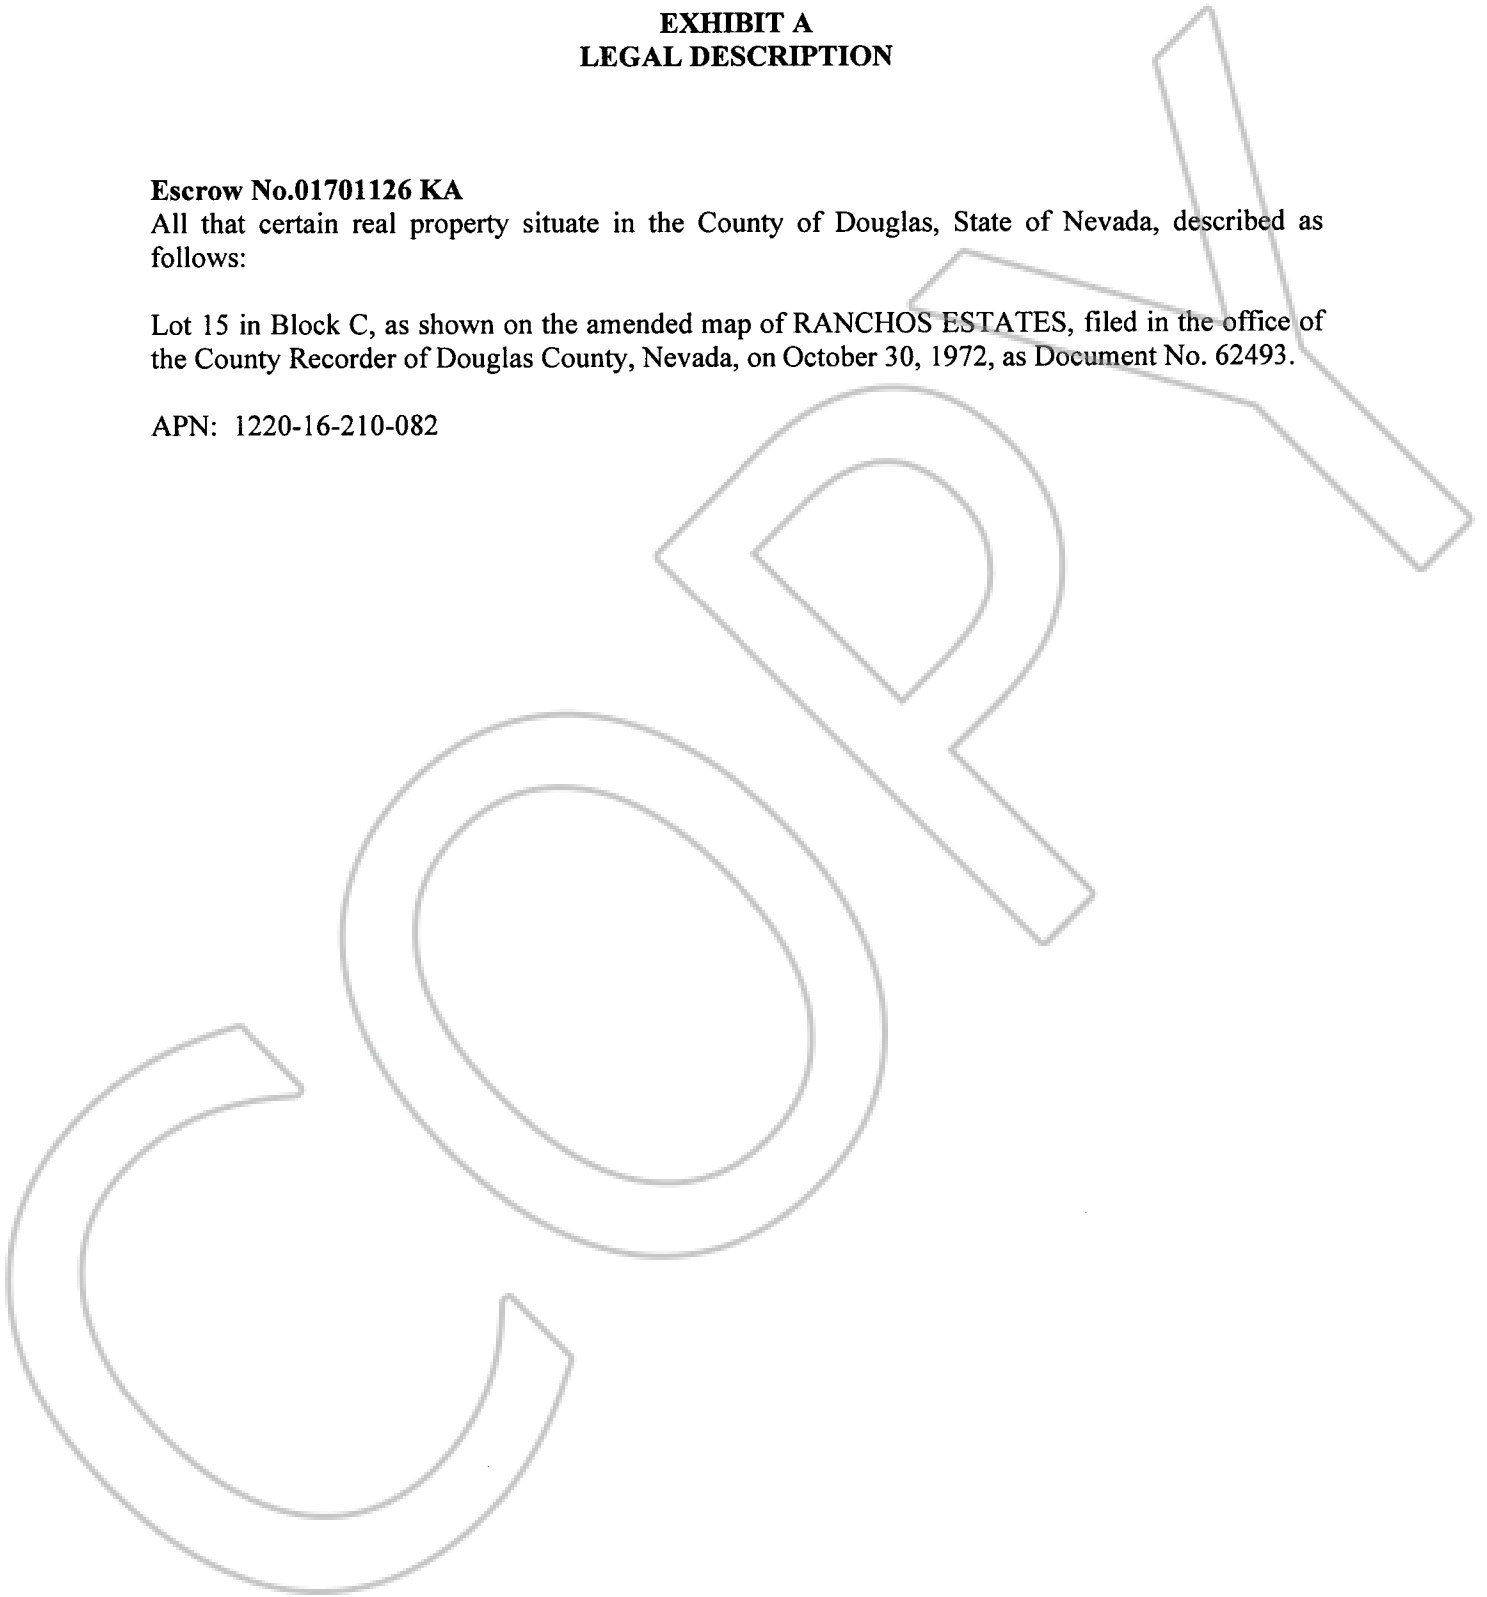 EXHIBIT A
LEGAL DESCRIPTION
Escrow No.01701126 KA
All that certain real property situate in the County of Douglas, State of Nevada, described as
follows:
Lot 15 in Block C, as shown on the amended map of RANCHOS ESTATES, filed in the office of
the County Recorder of Douglas County, Nevada, on October 30, 1972, as Document No. 62493.
APN: 1220-16-210-082
COPY